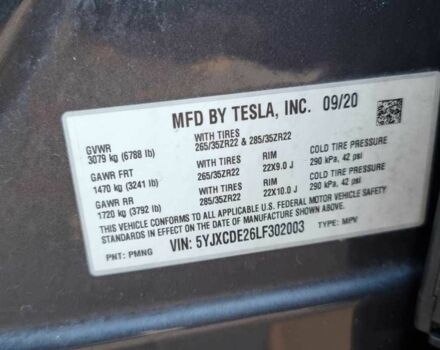 MFD BY TESLA, INC. 09/20
GVWR
3079 kg (6788 lb)
WITH TIRES
265/35ZR22 & 285/35ZR22
GAWR FRT
1470 kg (3241 lb)
WITH TIRES
265/35ZR22
RIM
22X9.0 J
COLD TIRE PRESSURE
290 kPa, 42 psi
GAWR RR
1720 kg (3792 lb)
WITH TIRES
285/35ZR22
RIM
22X10.0 J
COLD TIRE PRESSURE
290 kPa, 42 psi
THIS VEHICLE CONFORMS TO ALL APPLICABLE U.S. FEDERAL MOTOR VEHICLE SAFETY
STANDARDS IN EFFECT ON THE DATE OF MANUFACTURE SHOWN ABOVE.
VIN: 5YJXCDE26LF302003 TYPE: MPV
PNT: PMNG